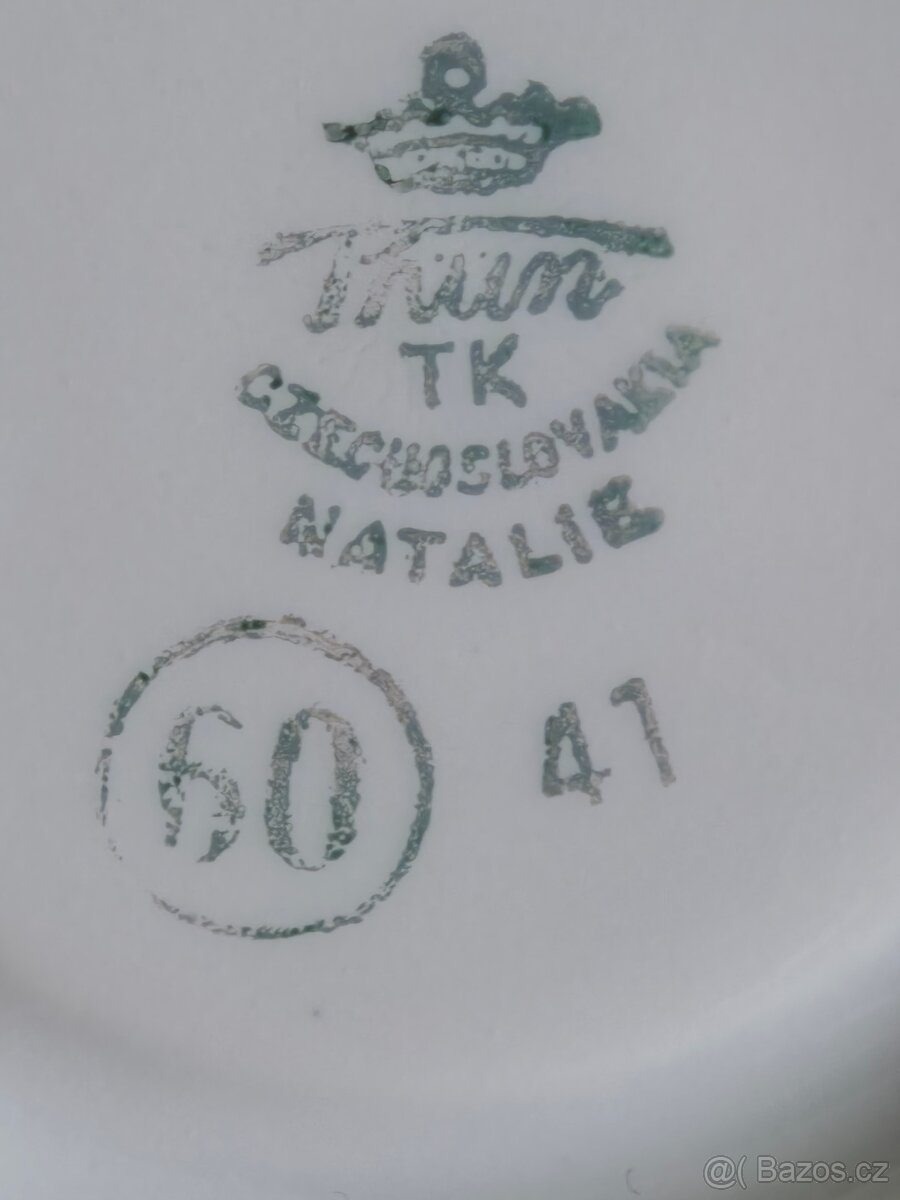 Thun
TK
CZECHOSLOVAKIA
NATALIE
60 41
@( Bazos.cz